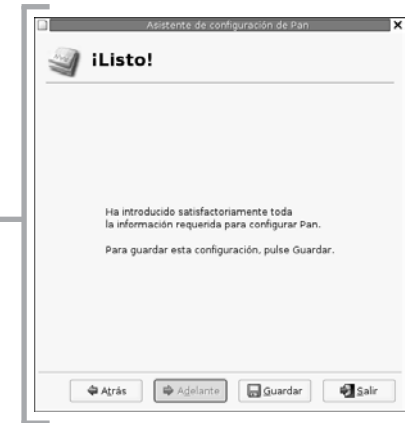 Asistente de configuración de Pan
¡Listo!
Ha introducido satisfactoriamente toda
la información requerida para configurar Pan.
Para guardar esta configuración, pulse Guardar.
Atrás Adelante Guardar Salir